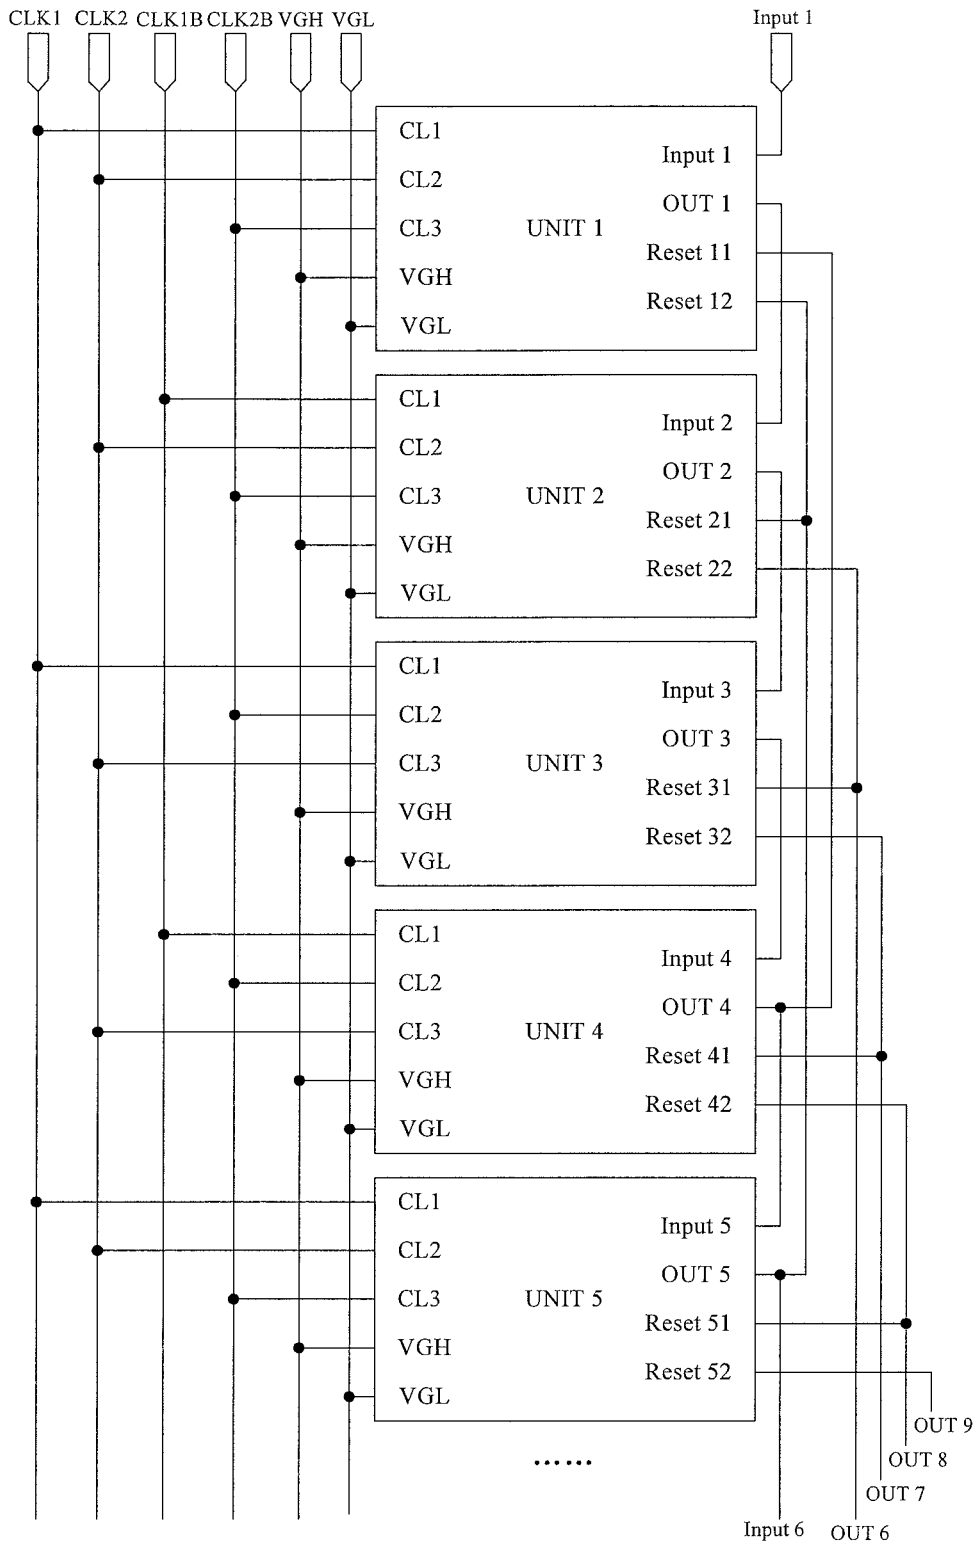 CLK1 CLK2 CLK1B CLK2B VGH VGL Input 1
CL1
Input 1
CL2
OUT 1
CL3 UNIT 1
Reset 11
VGH
Reset 12
VGL
CL1
Input 2
CL2
OUT 2
CL3 UNIT 2
Reset 21
VGH
Reset 22
VGL
CL1
Input 3
CL2
OUT 3
CL3 UNIT 3
Reset 31
VGH
Reset 32
VGL
CL1
Input 4
CL2
OUT 4
CL3 UNIT 4
Reset 41
VGH
Reset 42
VGL
CL1
Input 5
CL2
OUT 5
CL3 UNIT 5
Reset 51
VGH
Reset 52
VGL
OUT 9
......
OUT 8
OUT 7
Input 6
OUT 6